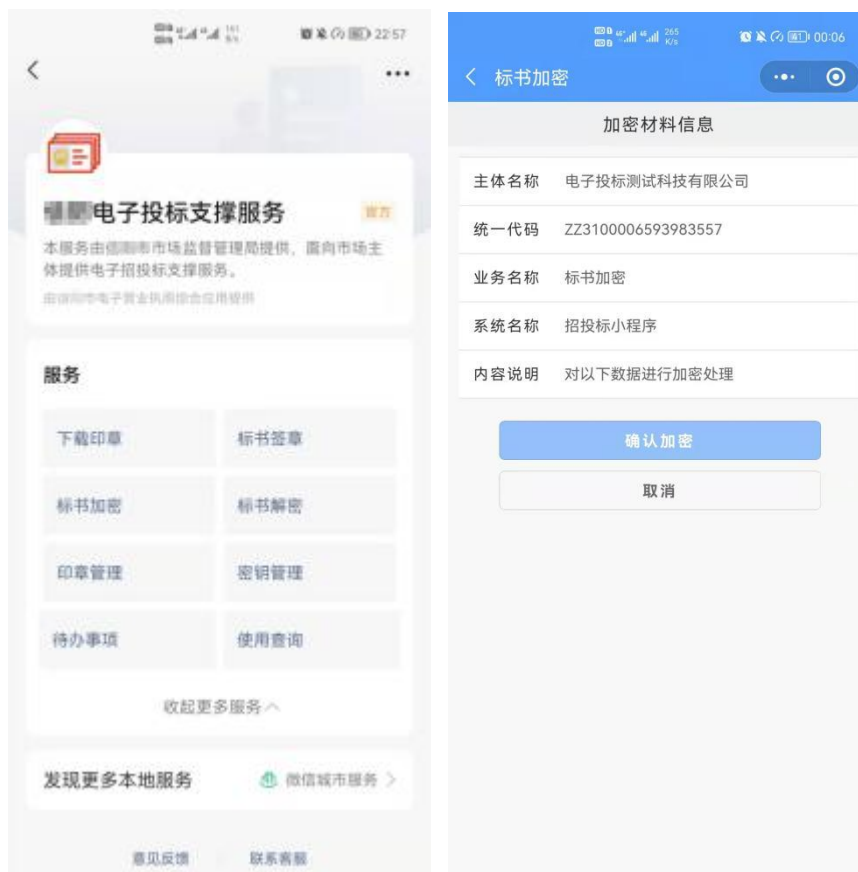 22:57
电子投标支撑服务
官方
本服务由信阳市市场监督管理局提供，面向市场主
体提供电子招投标支撑服务。
服务
下载印章
标书签章
标书加密
标书解密
印章管理
密钥管理
待办事项
使用查询
收起更多服务
发现更多本地服务
微信城市服务
意见反馈
联系客服
265
K/s
00:06
标书加密
加密材料信息
主体名称 电子投标测试科技有限公司
统一代码 ZZ3100006593983557
业务名称 标书加密
系统名称 招投标小程序
内容说明 对以下数据进行加密处理
确认加密
取消